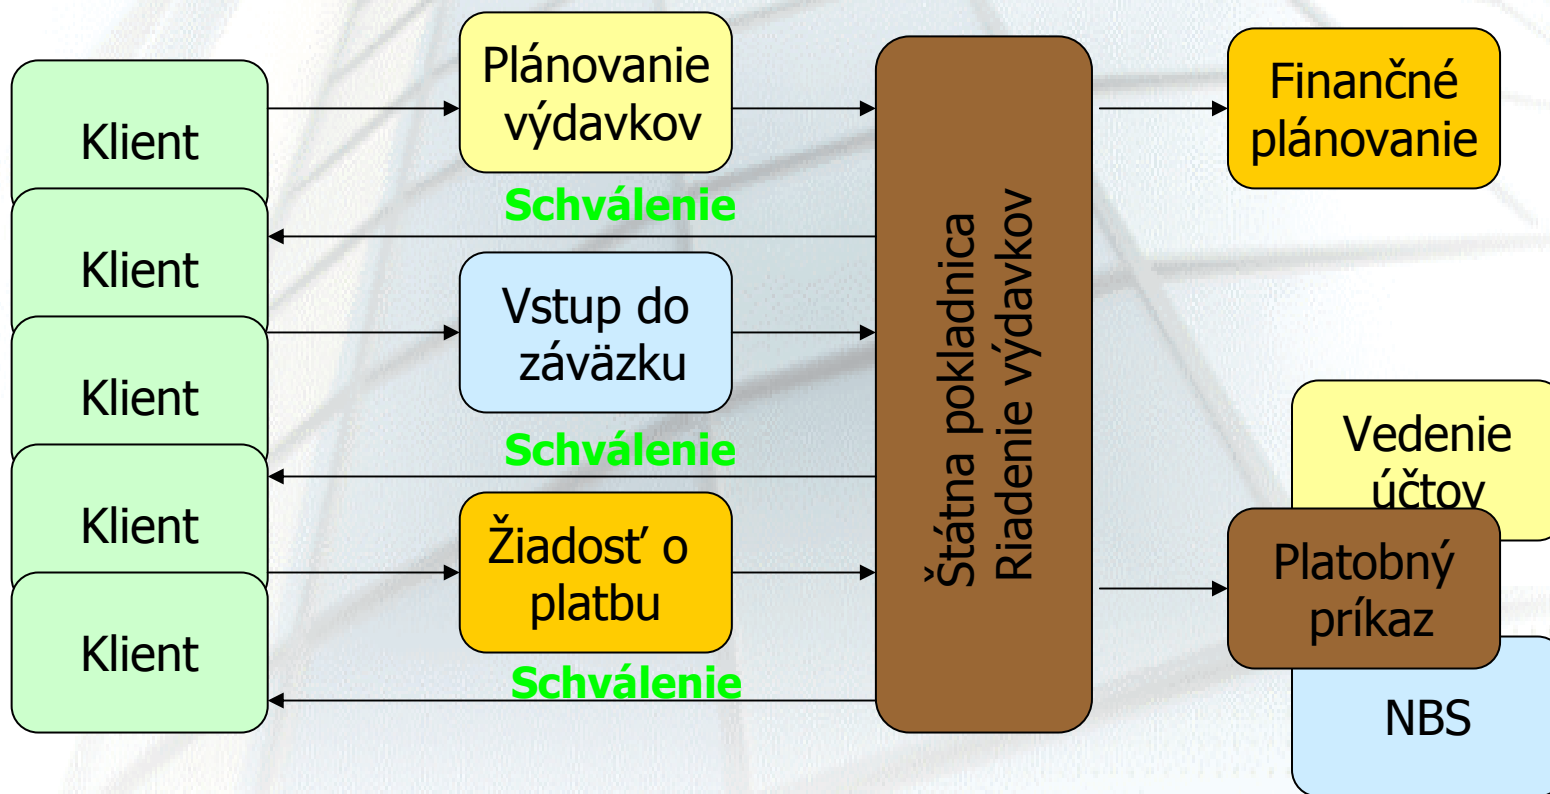 Klient
Klient
Klient
Klient
Klient
Plánovanie
výdavkov
Schválenie
Vstup do
záväzku
Schválenie
Žiadosť o
platbu
Schválenie
Štátna pokladnica
Riadenie výdavkov
Finančné
plánovanie
Vedenie
účtov
Platobný
príkaz
NBS